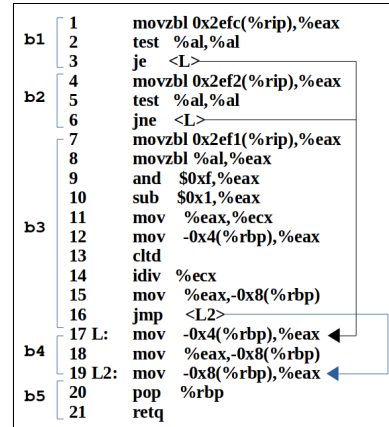 b1
1 movzbl 0x2efc(%rip),%eax
2 test %al,%al
3 je <L>
b2
4 movzbl 0x2ef2(%rip),%eax
5 test %al,%al
6 jne <L>
b3
7 movzbl 0x2ef1(%rip),%eax
8 movzbl %al,%eax
9 and $0xf,%eax
10 sub $0x1,%eax
11 mov %eax,%ecx
12 mov -0x4(%rbp),%eax
13 cltd
14 idiv %ecx
15 mov %eax,-0x8(%rbp)
16 jmp <L2>
b4
17 L: mov -0x4(%rbp),%eax
18 mov %eax,-0x8(%rbp)
19 L2: mov -0x8(%rbp),%eax
b5
20 pop %rbp
21 retq